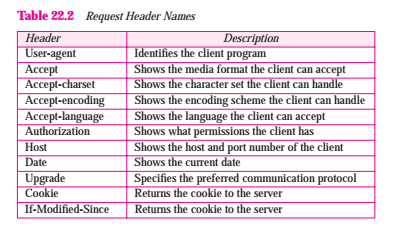 Table 22.2 Request Header Names
Header Description
User-agent Identifies the client program
Accept Shows the media format the client can accept
Accept-charset Shows the character set the client can handle
Accept-encoding Shows the encoding scheme the client can handle
Accept-language Shows the language the client can accept
Authorization Shows what permissions the client has
Host Shows the host and port number of the client
Date Shows the current date
Upgrade Specifies the preferred communication protocol
Cookie Returns the cookie to the server
If-Modified-Since Returns the cookie to the server